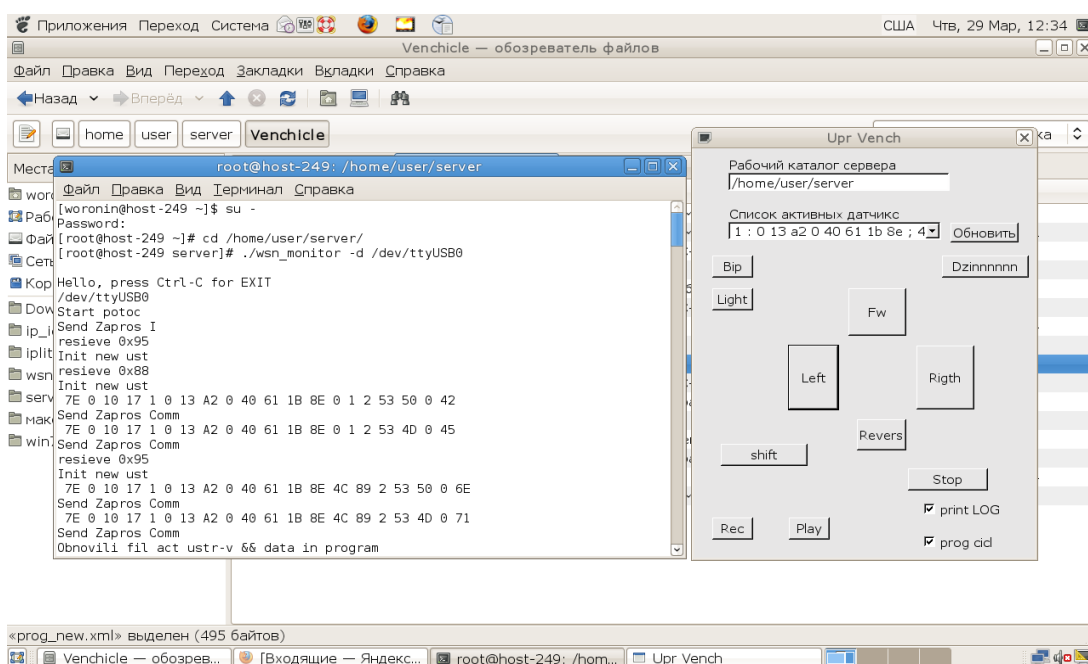 Приложения Переход Система США Чтв, 29 Мар, 12:34
Venchicle — обозреватель файлов
Файл Правка Вид Переход Закладки Вкладки Справка
Назад Вперёд
home user server Venchicle
Места
root@host-249: /home/user/server
Файл Правка Вид Терминал Справка
[woronin@host-249 ~]$ su -
Password:
[root@host-249 ~]# cd /home/user/server/
[root@host-249 server]# ./wsn_monitor -d /dev/ttyUSB0
Hello, press Ctrl-C for EXIT
/dev/ttyUSB0
Start potoc
Send Zapros I
resieve 0x95
Init new ust
resieve 0x88
Init new ust
7E 0 10 17 1 0 13 A2 0 40 61 1B 8E 0 1 2 53 50 0 42
Send Zapros Comm
7E 0 10 17 1 0 13 A2 0 40 61 1B 8E 0 1 2 53 4D 0 45
Send Zapros Comm
resieve 0x95
Init new ust
7E 0 10 17 1 0 13 A2 0 40 61 1B 8E 4C 89 2 53 50 0 6E
Send Zapros Comm
7E 0 10 17 1 0 13 A2 0 40 61 1B 8E 4C 89 2 53 4D 0 71
Send Zapros Comm
Obnovili fil act ustr-v && data in program
Upr Vench
Рабочий каталог сервера
/home/user/server
Список активных датчикс
1 : 0 13 a2 0 40 61 1b 8e ; 4 Обновить
Bip Dzinnnnnn
Light
Fw
Left Rigth
Revers
shift
Stop
print LOG
Rec Play
prog cicl
«prog_new.xml» выделен (495 байтов)
Venchicle — обозрев... [Входящие — Яндекс... root@host-249: /hom... Upr Vench